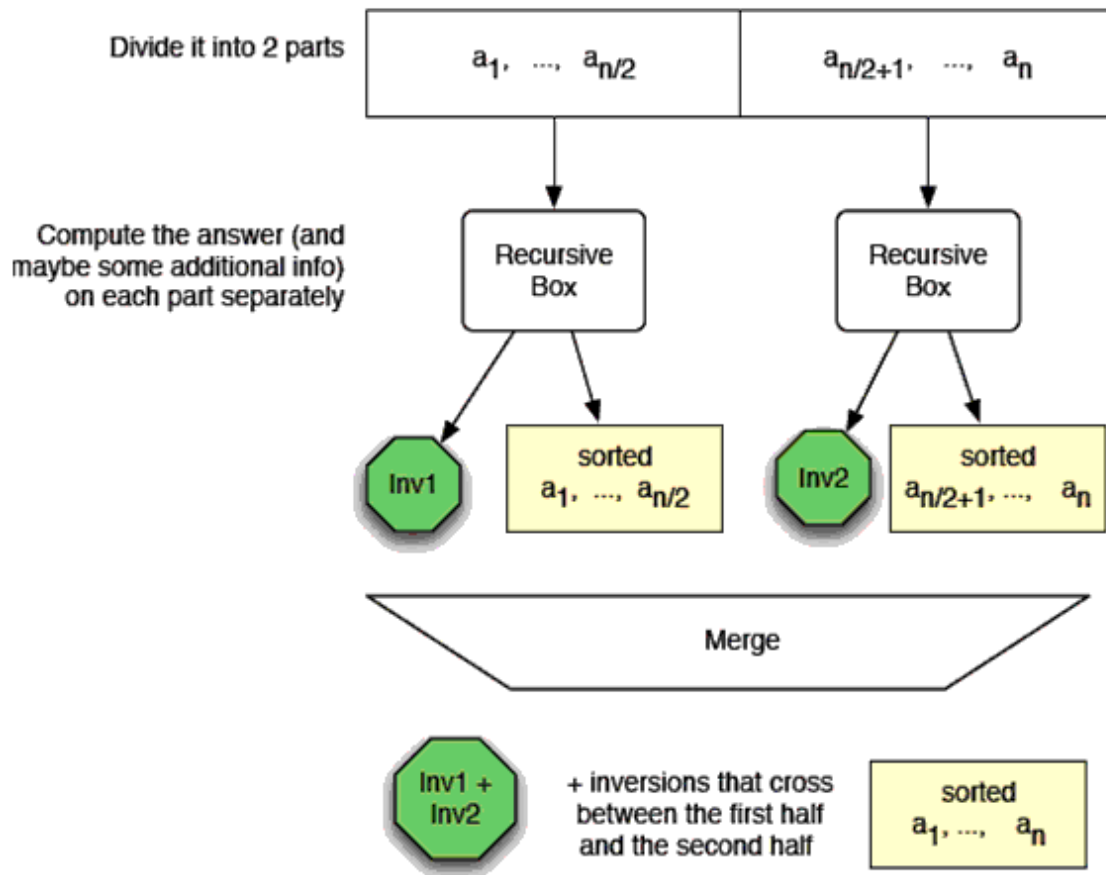 Divide it into 2 parts
a1, ..., an/2
an/2+1, ..., an
Compute the answer (and
maybe some additional info)
on each part separately
Recursive
Box
Recursive
Box
Inv1
sorted
a1, ..., an/2
Inv2
sorted
an/2+1, ..., an
Merge
Inv1 +
Inv2
+ inversions that cross
between the first half
and the second half
sorted
a1, ..., an